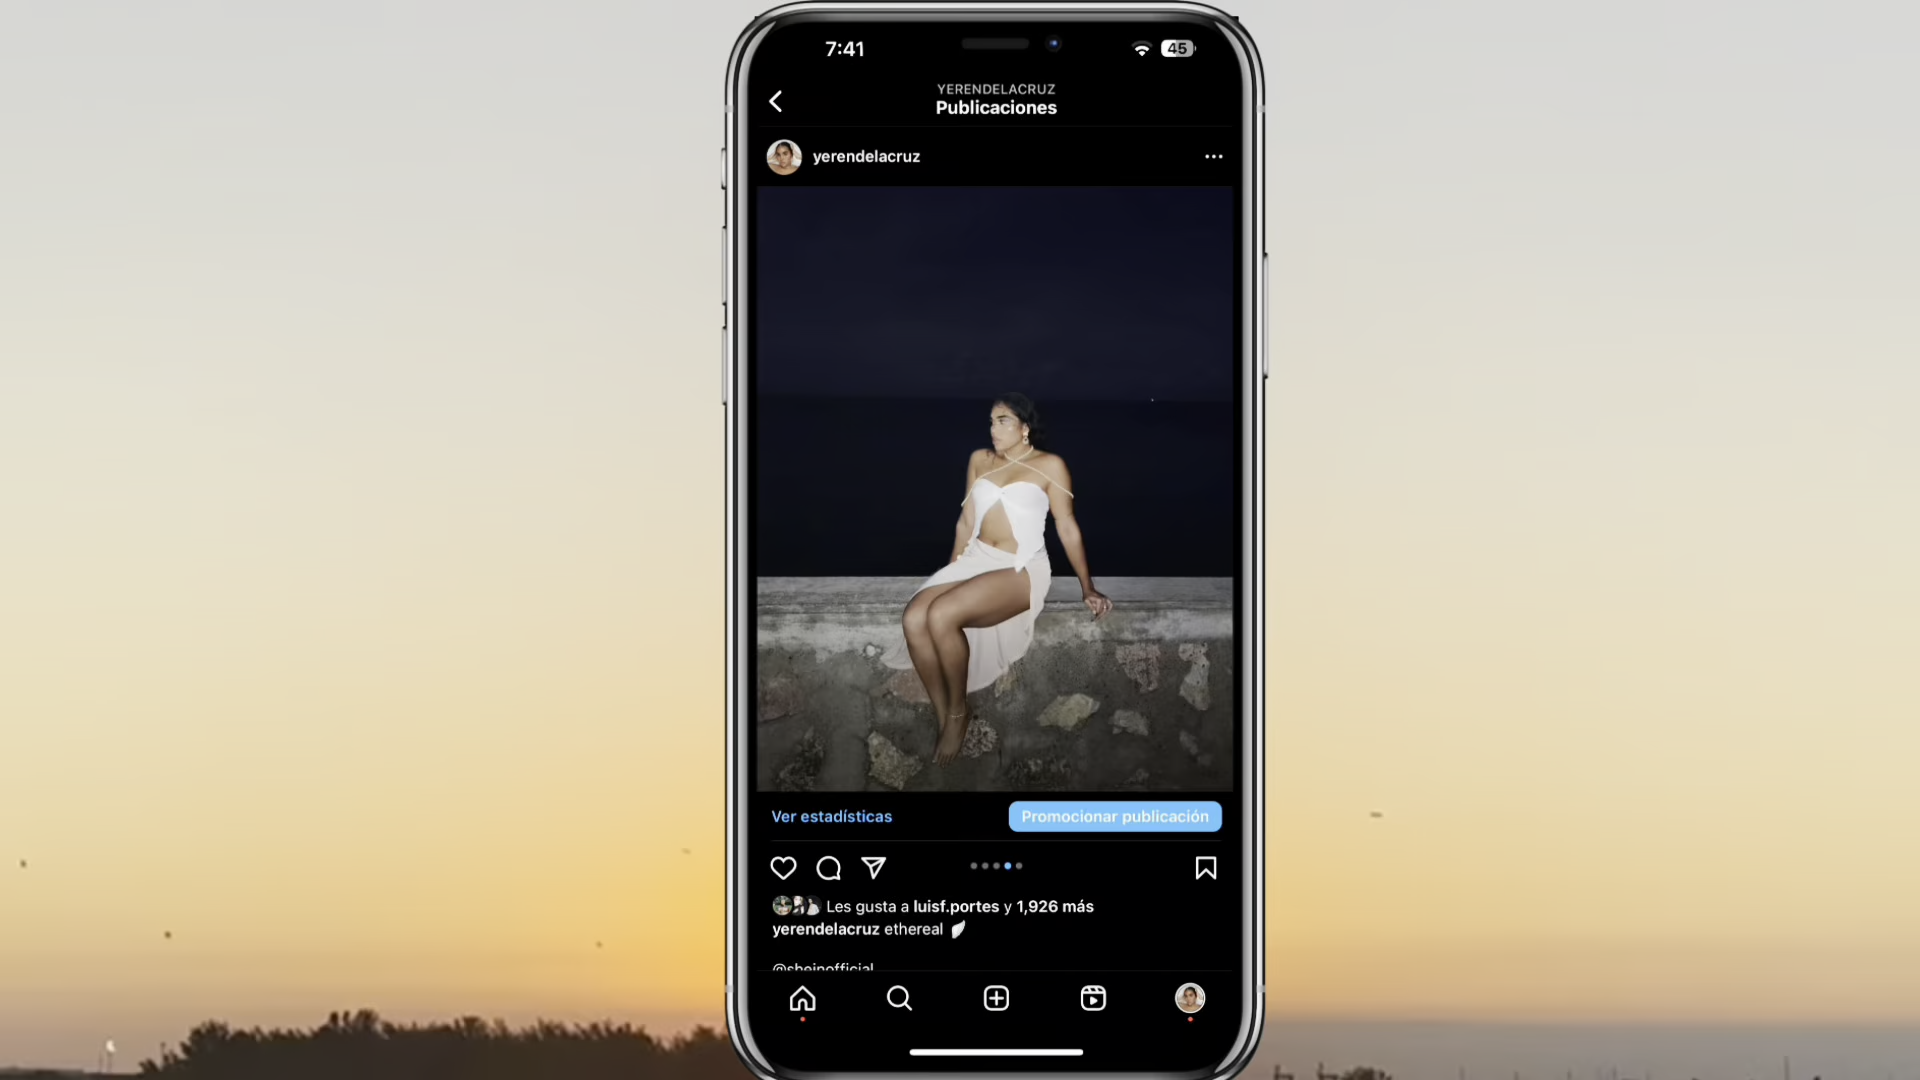 7:41
45
YERENDELACRUZ
Publicaciones
yerendelacruz
Ver estadísticas
Promocionar publicación
Les gusta a luisf.portes y 1,926 más
yerendelacruz ethereal
@sheinofficial